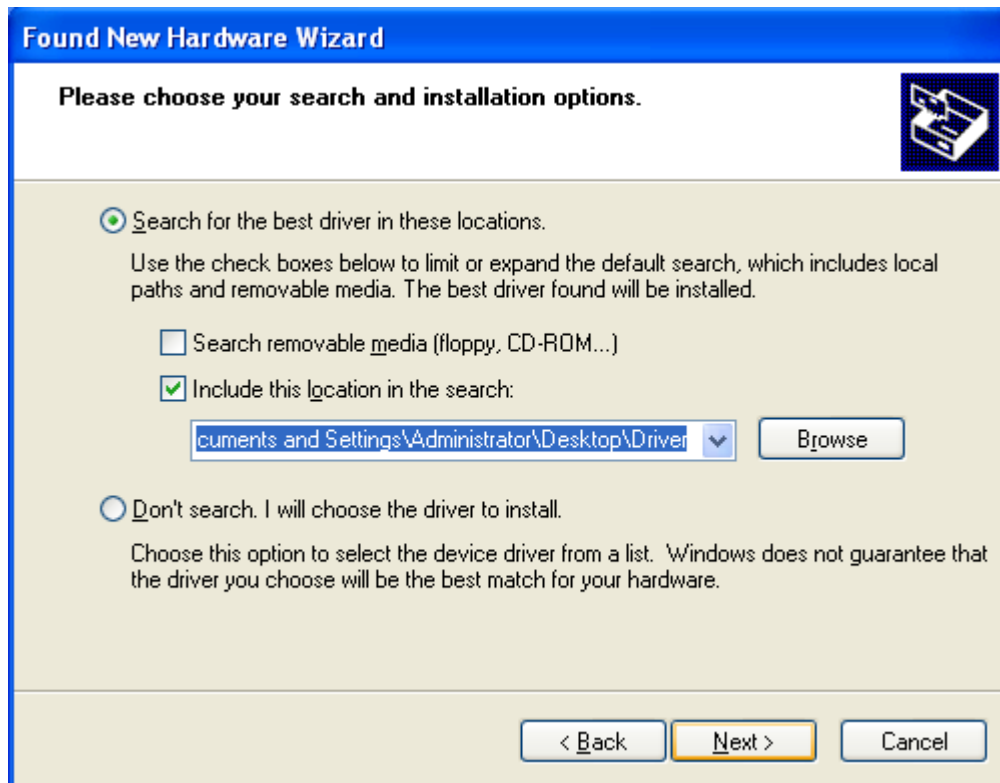 Found New Hardware Wizard
Please choose your search and installation options.
Search for the best driver in these locations.
Use the check boxes below to limit or expand the default search, which includes local
paths and removable media. The best driver found will be installed.
Search removable media (floppy, CD-ROM...)
Include this location in the search:
cuments and Settings\Administrator\Desktop\Driver
Browse
Don't search. I will choose the driver to install.
Choose this option to select the device driver from a list. Windows does not guarantee that
the driver you choose will be the best match for your hardware.
< Back Next > Cancel